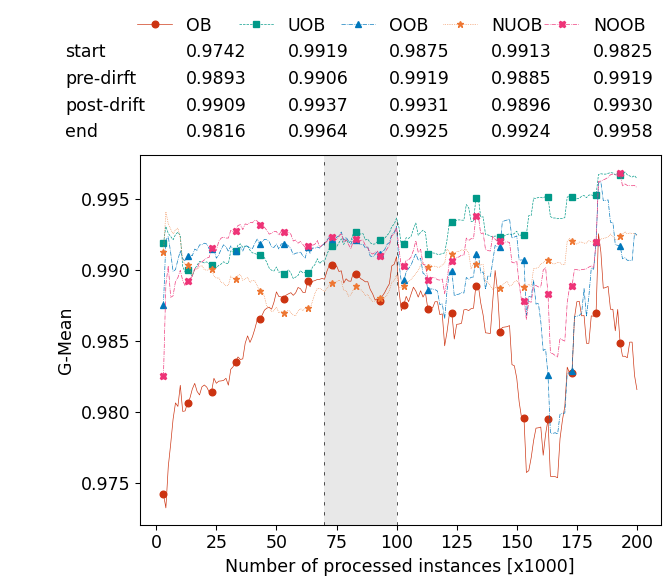 OB UOB OOB NUOB NOOB
start 0.9742 0.9919 0.9875 0.9913 0.9825
pre-dirft 0.9893 0.9906 0.9919 0.9885 0.9919
post-drift 0.9909 0.9937 0.9931 0.9896 0.9930
end 0.9816 0.9964 0.9925 0.9924 0.9958
0.995
0.990
0.985
0.980
0.975
G-Mean
0 25 50 75 100 125 150 175 200
Number of processed instances [x1000]